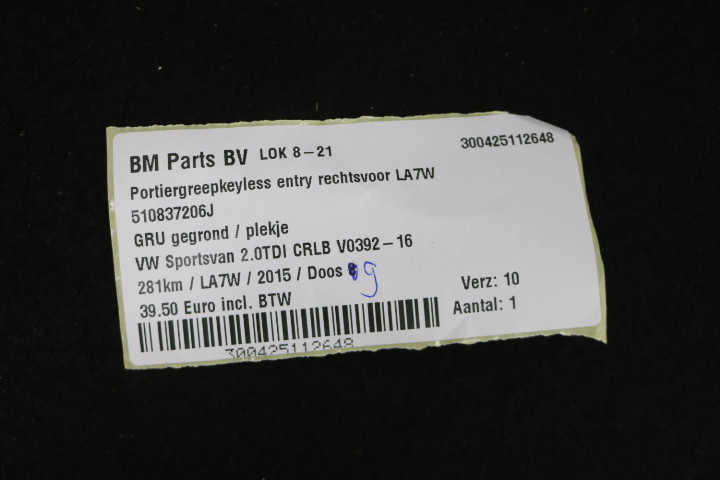 BM Parts BV LOK 8-21 300425112648
Portiergreepkeyless entry rechtsvoor LA7W
510837206J
GRU gegrond / plekje
VW Sportsvan 2.0TDI CRLB V0392-16
281km / LA7W / 2015 / Doos 9
39.50 Euro incl. BTW
Verz: 10
Aantal: 1
300425112648